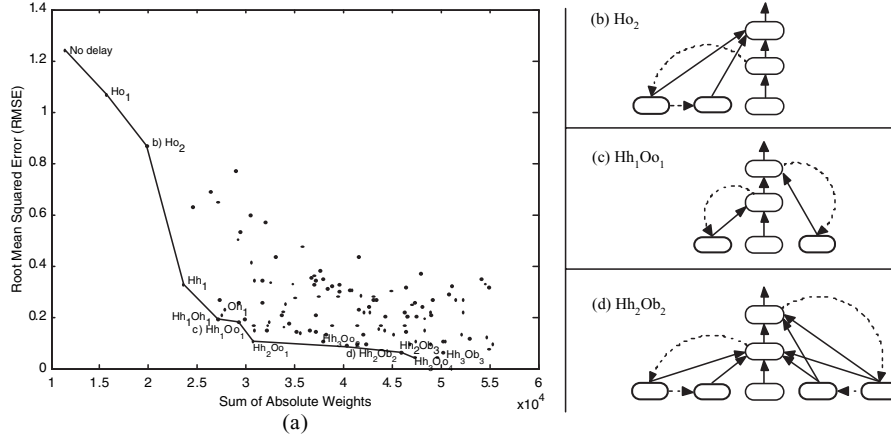 1.4
1.2
1
0.8
0.6
0.4
0.2
0
Root Mean Squared Error (RMSE)
No delay
Ho1
b) Ho2
Hh1
Oh1
Hh1Oh1
c) Hh1Oo1
Hh2Oo1
Hh3Oo
d) Hh2Ob2
Hh2Ob3
Hh3Ob3
1 1.5 2 2.5 3 3.5 4 4.5 5 5.5 6
x10^4
Sum of Absolute Weights
(a)
(b) Ho2
(c) Hh1Oo1
(d) Hh2Ob2